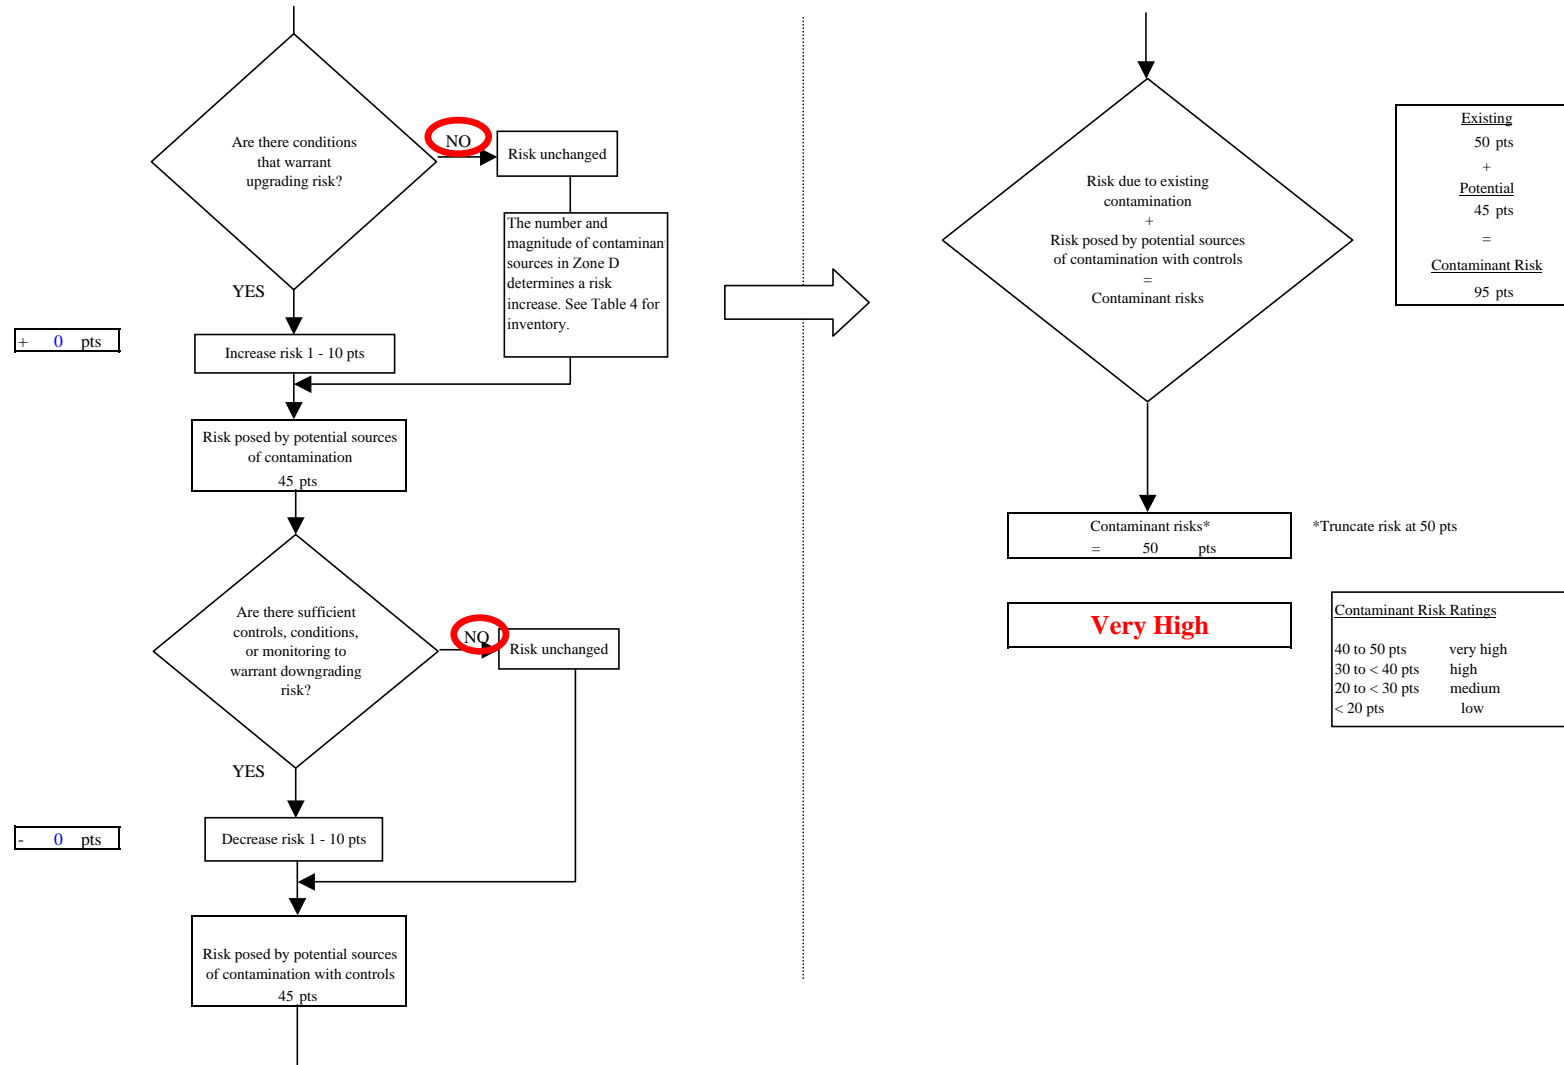 Are there conditions
that warrant
upgrading risk?
NO
Risk unchanged
The number and
magnitude of contaminan
sources in Zone D
determines a risk
increase. See Table 4 for
inventory.
YES
+ 0 pts
Increase risk 1 - 10 pts
Risk posed by potential sources
of contamination
45 pts
Are there sufficient
controls, conditions,
or monitoring to
warrant downgrading
risk?
NO
Risk unchanged
YES
- 0 pts
Decrease risk 1 - 10 pts
Risk posed by potential sources
of contamination with controls
45 pts
Risk due to existing
contamination
+
Risk posed by potential sources
of contamination with controls
=
Contaminant risks
Existing
50 pts
+
Potential
45 pts
=
Contaminant Risk
95 pts
Contaminant risks*
= 50 pts
*Truncate risk at 50 pts
Very High
Contaminant Risk Ratings
40 to 50 pts very high
30 to < 40 pts high
20 to < 30 pts medium
< 20 pts low